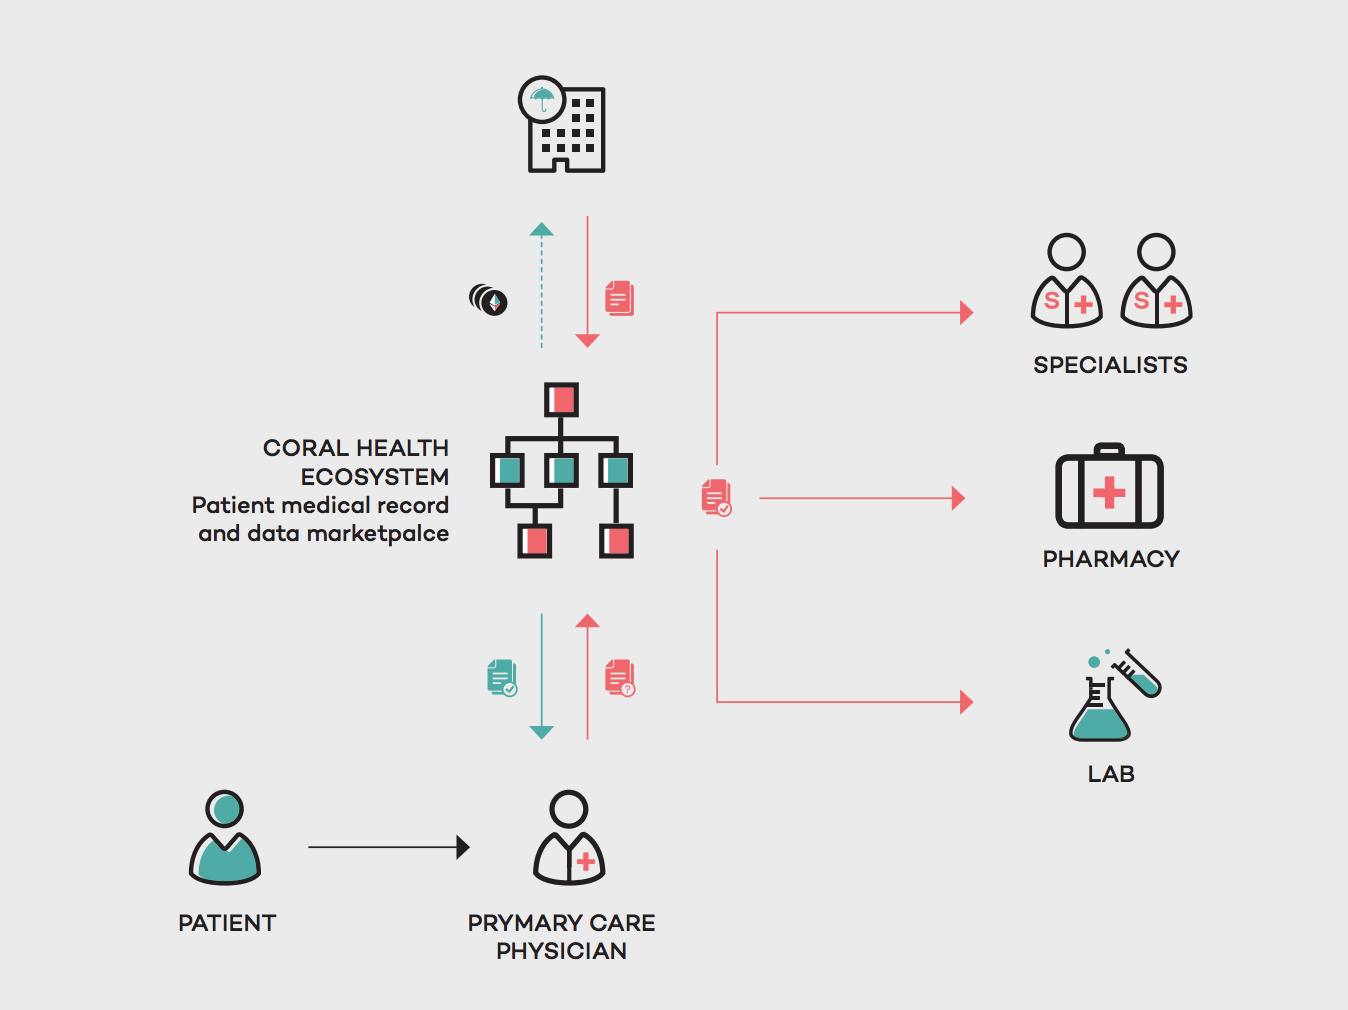 S
S
SPECIALISTS
CORAL HEALTH
ECOSYSTEM
Patient medical record
and data marketpalce
PHARMACY
?
LAB
PATIENT
PRYMARY CARE
PHYSICIAN